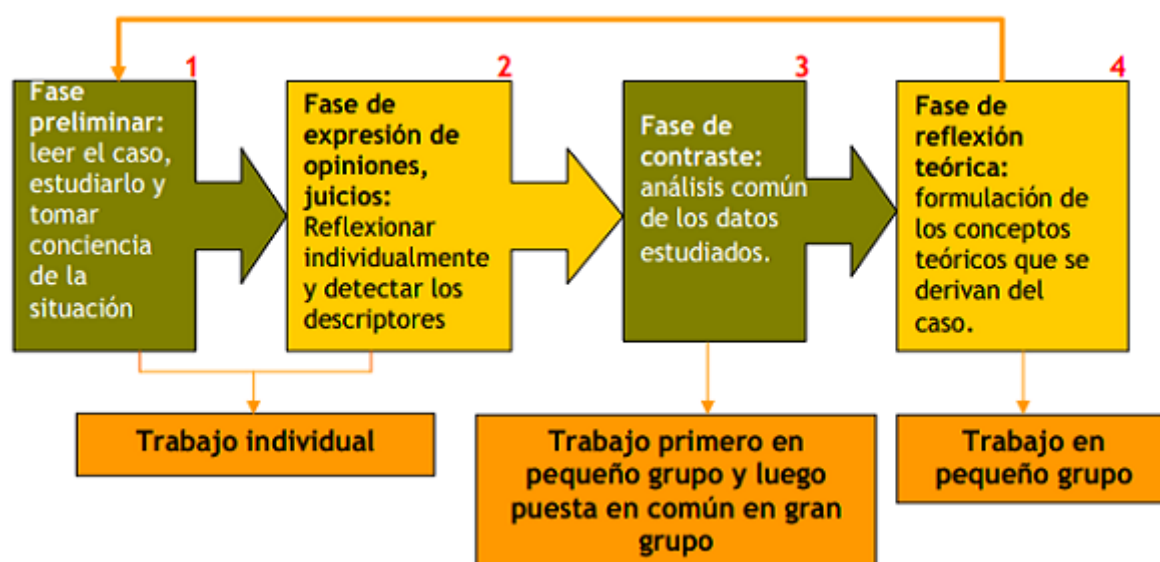 1
Fase
preliminar:
leer el caso,
estudiarlo y
tomar
conciencia
de la
situación
2
Fase de
expresión de
opiniones,
juicios:
Reflexionar
individualmente
y detectar los
descriptores
3
Fase de
contraste:
análisis común
de los datos
estudiados.
4
Fase de
reflexión
teórica:
formulación de
los conceptos
teóricos que se
derivan del
caso.
Trabajo individual
Trabajo primero en
pequeño grupo y luego
puesta en común en gran
grupo
Trabajo en
pequeño grupo